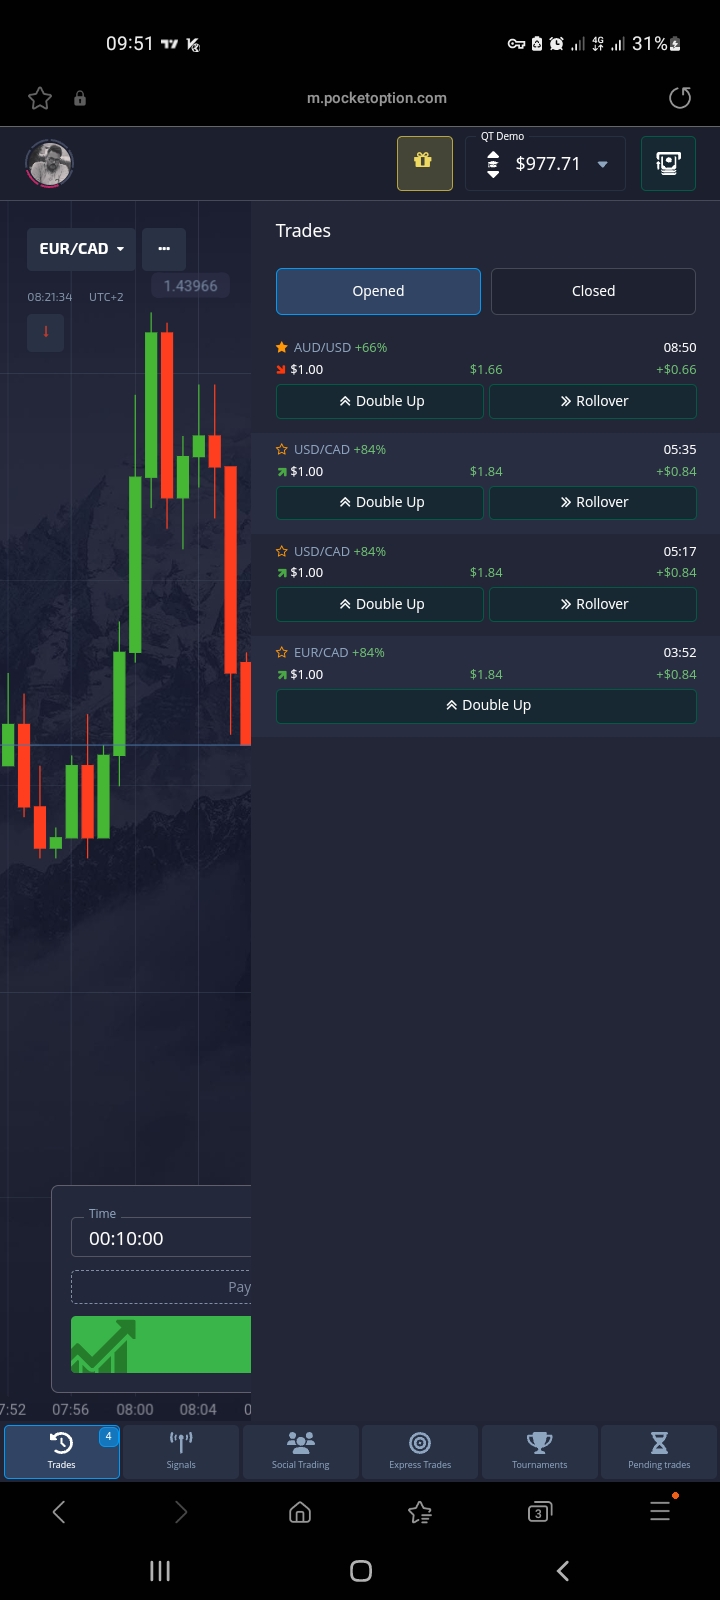 09:51
4G
31%
m.pocketoption.com
QT Demo
$977.71
EUR/CAD
...
08:21:34 UTC+2
1.43966
Trades
Opened
Closed
AUD/USD +66% 08:50
$1.00 $1.66 +$0.66
Double Up Rollover
USD/CAD +84% 05:35
$1.00 $1.84 +$0.84
Double Up Rollover
USD/CAD +84% 05:17
$1.00 $1.84 +$0.84
Double Up Rollover
EUR/CAD +84% 03:52
$1.00 $1.84 +$0.84
Double Up
Time
00:10:00
Pay
7:52 07:56 08:00 08:04 0
4
Trades Signals Social Trading Express Trades Tournaments Pending trades
3